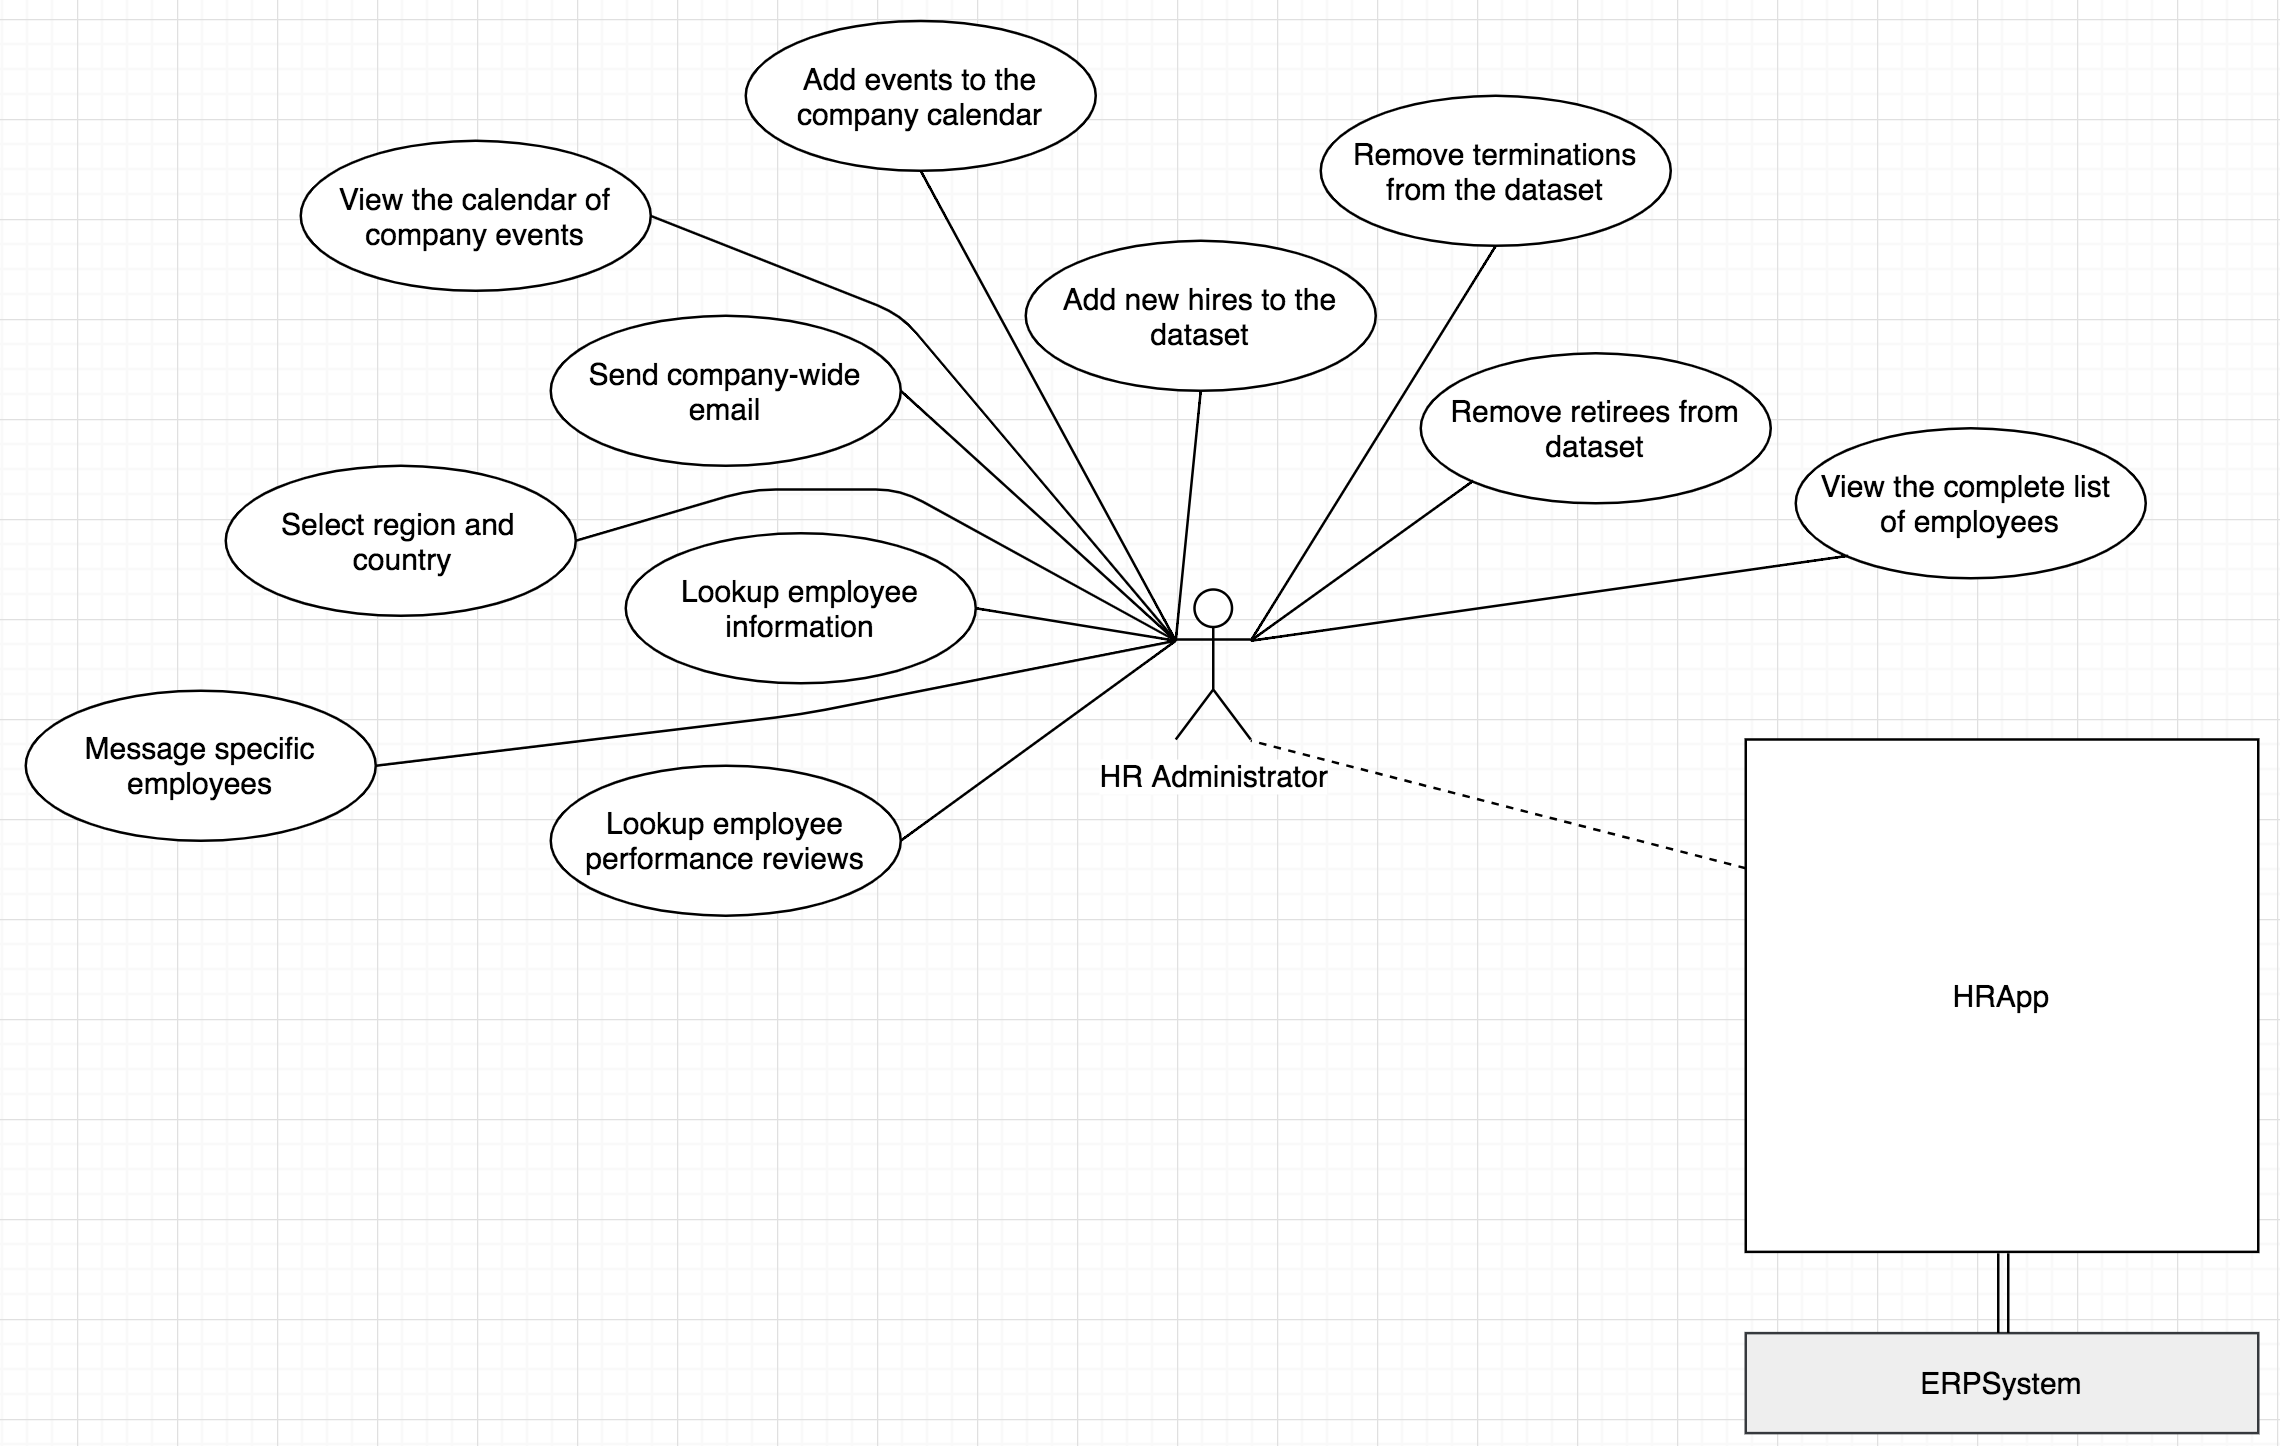 Add events to the
company calendar
Remove terminations
from the dataset
View the calendar of
company events
Add new hires to the
dataset
Send company-wide
email
Remove retirees from
dataset
View the complete list
of employees
Select region and
country
Lookup employee
information
Message specific
employees
HR Administrator
Lookup employee
performance reviews
HRApp
ERPSystem